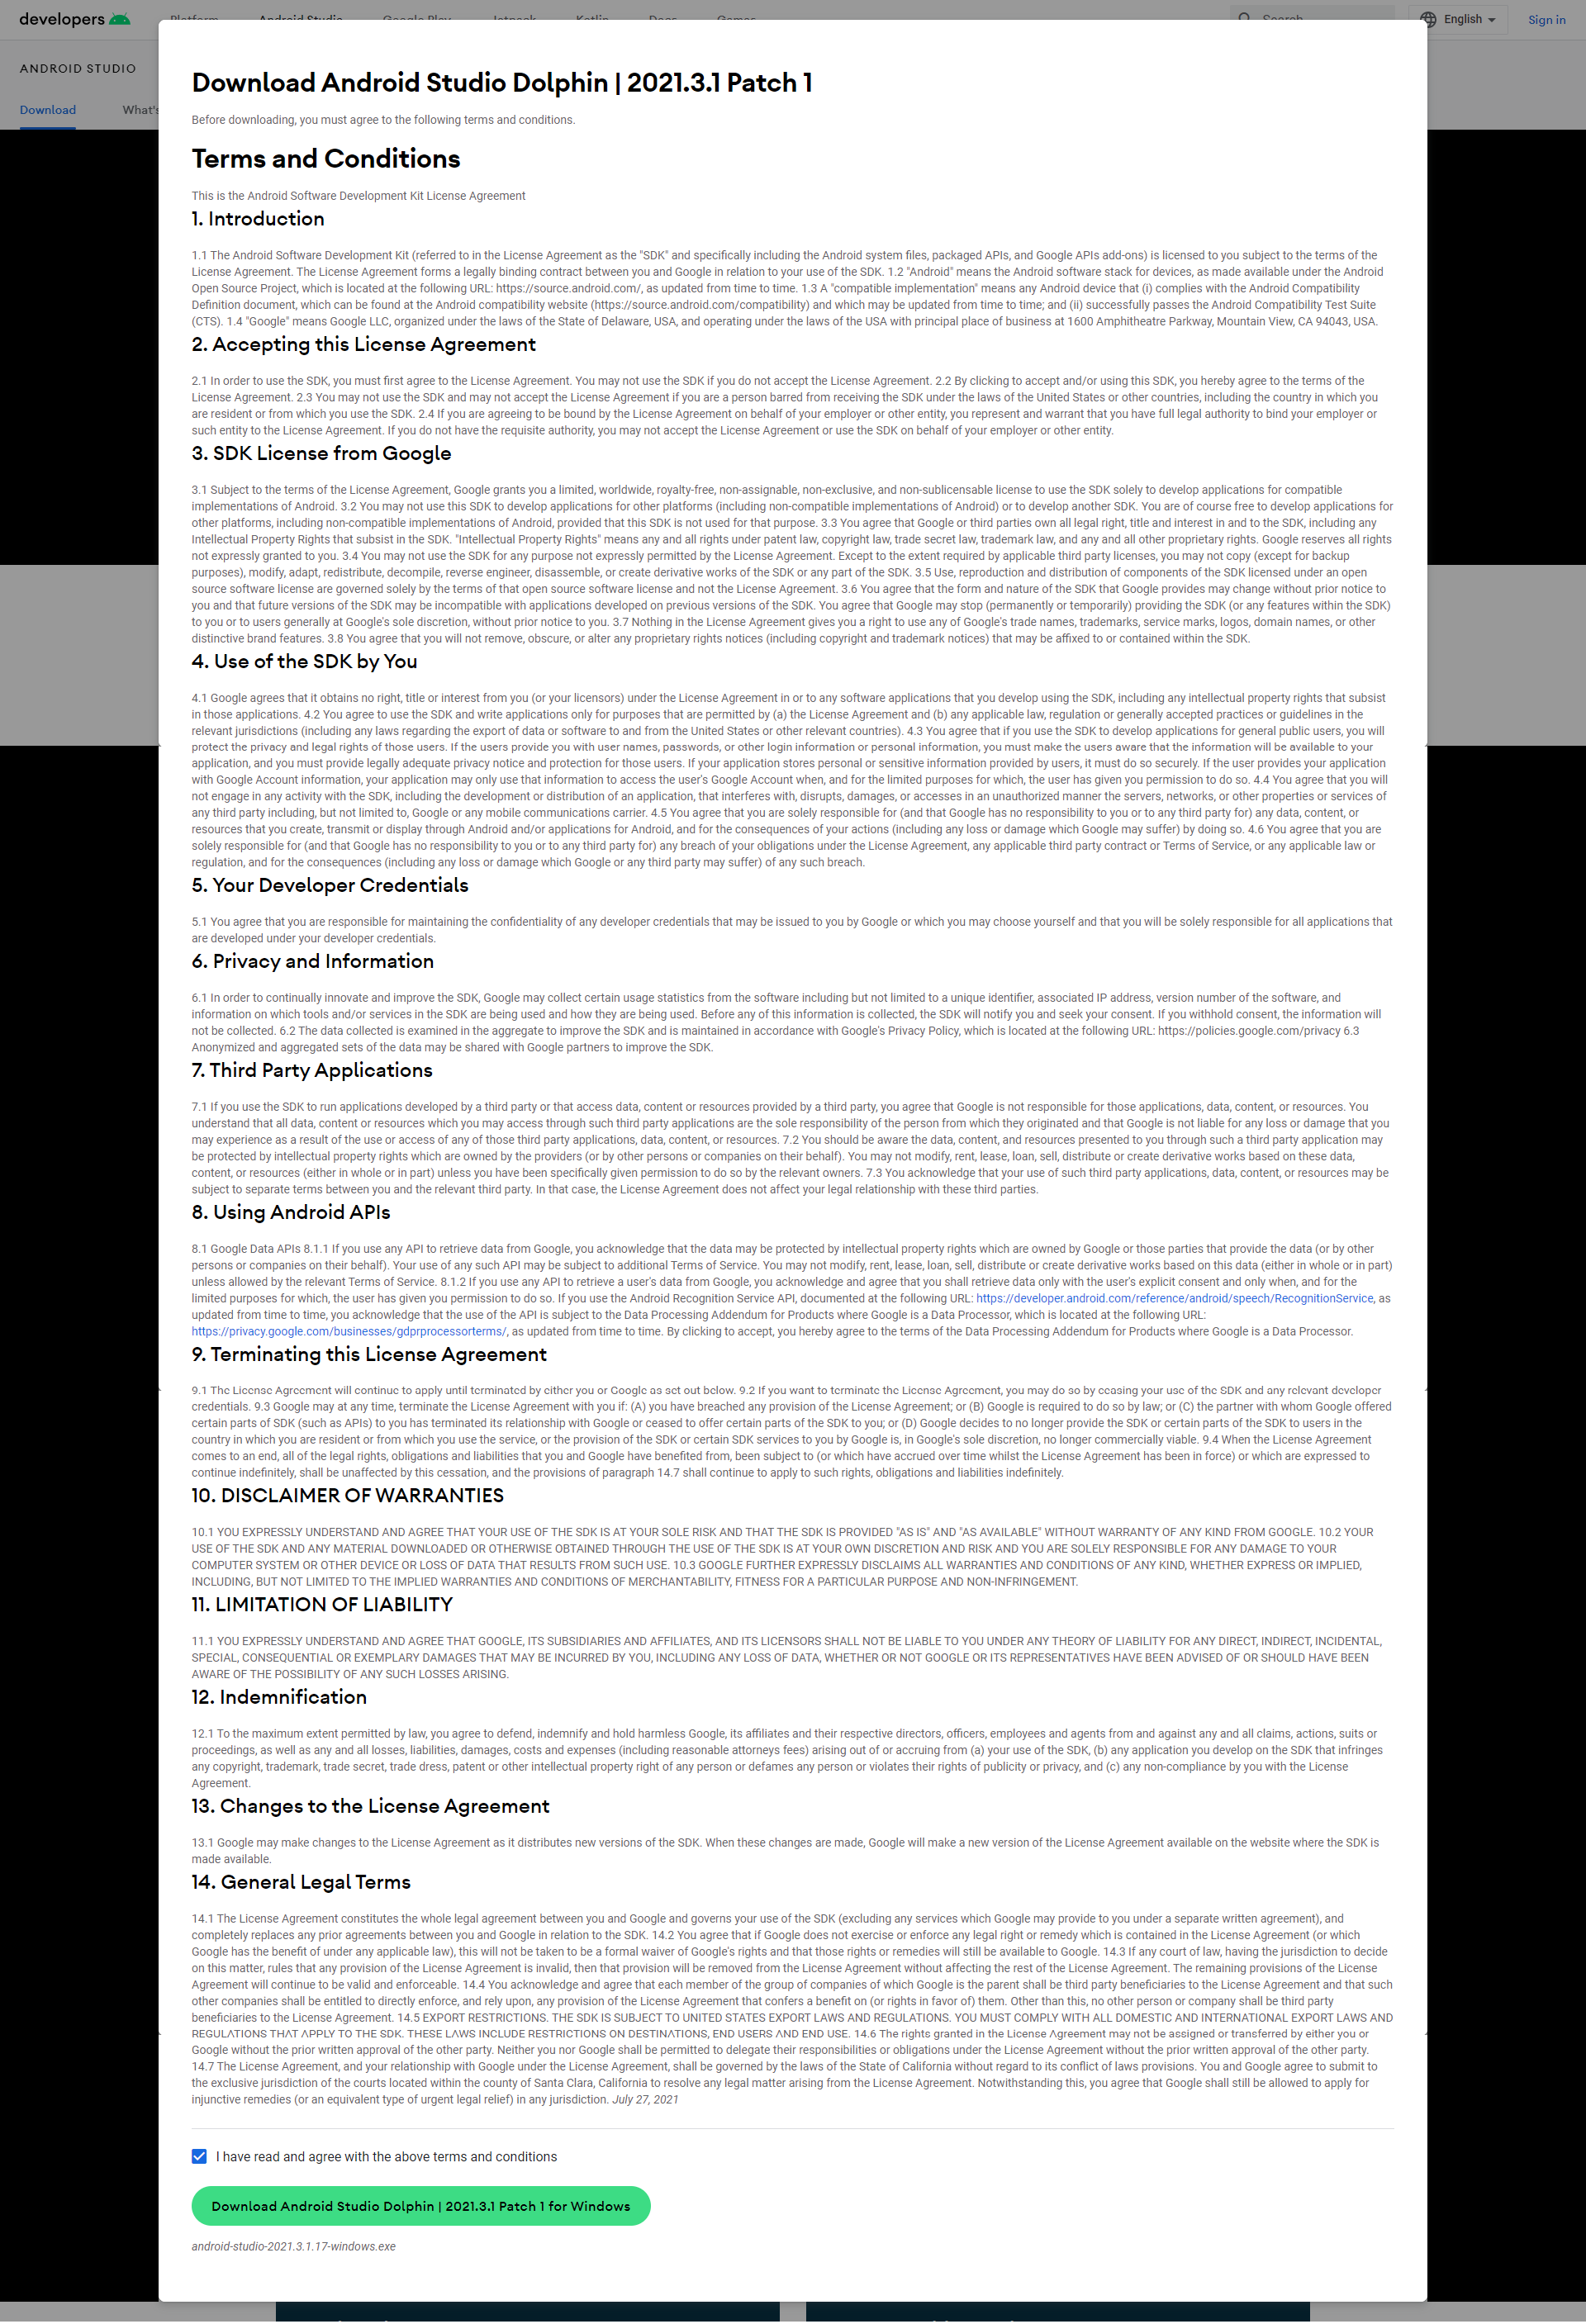 developers Platform Android Studio Google Play Jetpack Kotlin Docs Games Search English Sign in
ANDROID STUDIO
Download What's
Download Android Studio Dolphin | 2021.3.1 Patch 1
Before downloading, you must agree to the following terms and conditions.
Terms and Conditions
This is the Android Software Development Kit License Agreement
1. Introduction
1.1 The Android Software Development Kit (referred to in the License Agreement as the "SDK" and specifically including the Android system files, packaged APIs, and Google APIs add-ons) is licensed to you subject to the terms of the
License Agreement. The License Agreement forms a legally binding contract between you and Google in relation to your use of the SDK. 1.2 "Android" means the Android software stack for devices, as made available under the Android
Open Source Project, which is located at the following URL: https://source.android.com/, as updated from time to time. 1.3 A "compatible implementation" means any Android device that (i) complies with the Android Compatibility
Definition document, which can be found at the Android compatibility website (https://source.android.com/compatibility) and which may be updated from time to time; and (ii) successfully passes the Android Compatibility Test Suite
(CTS). 1.4 "Google" means Google LLC, organized under the laws of the State of Delaware, USA, and operating under the laws of the USA with principal place of business at 1600 Amphitheatre Parkway, Mountain View, CA 94043, USA.
2. Accepting this License Agreement
2.1 In order to use the SDK, you must first agree to the License Agreement. You may not use the SDK if you do not accept the License Agreement. 2.2 By clicking to accept and/or using this SDK, you hereby agree to the terms of the
License Agreement. 2.3 You may not use the SDK and may not accept the License Agreement if you are a person barred from receiving the SDK under the laws of the United States or other countries, including the country in which you
are resident or from which you use the SDK. 2.4 If you are agreeing to be bound by the License Agreement on behalf of your employer or other entity, you represent and warrant that you have full legal authority to bind your employer or
such entity to the License Agreement. If you do not have the requisite authority, you may not accept the License Agreement or use the SDK on behalf of your employer or other entity.
3. SDK License from Google
3.1 Subject to the terms of the License Agreement, Google grants you a limited, worldwide, royalty-free, non-assignable, non-exclusive, and non-sublicensable license to use the SDK solely to develop applications for compatible
implementations of Android. 3.2 You may not use this SDK to develop applications for other platforms (including non-compatible implementations of Android) or to develop another SDK. You are of course free to develop applications for
other platforms, including non-compatible implementations of Android, provided that this SDK is not used for that purpose. 3.3 You agree that Google or third parties own all legal right, title and interest in and to the SDK, including any
Intellectual Property Rights that subsist in the SDK. "Intellectual Property Rights" means any and all rights under patent law, copyright law, trade secret law, trademark law, and any and all other proprietary rights. Google reserves all rights
not expressly granted to you. 3.4 You may not use the SDK for any purpose not expressly permitted by the License Agreement. Except to the extent required by applicable third party licenses, you may not copy (except for backup
purposes), modify, adapt, redistribute, decompile, reverse engineer, disassemble, or create derivative works of the SDK or any part of the SDK. 3.5 Use, reproduction and distribution of components of the SDK licensed under an open
source software license are governed solely by the terms of that open source software license and not the License Agreement. 3.6 You agree that the form and nature of the SDK that Google provides may change without prior notice to
you and that future versions of the SDK may be incompatible with applications developed on previous versions of the SDK. You agree that Google may stop (permanently or temporarily) providing the SDK (or any features within the SDK)
to you or to users generally at Google's sole discretion, without prior notice to you. 3.7 Nothing in the License Agreement gives you a right to use any of Google's trade names, trademarks, service marks, logos, domain names, or other
distinctive brand features. 3.8 You agree that you will not remove, obscure, or alter any proprietary rights notices (including copyright and trademark notices) that may be affixed to or contained within the SDK.
4. Use of the SDK by You
4.1 Google agrees that it obtains no right, title or interest from you (or your licensors) under the License Agreement in or to any software applications that you develop using the SDK, including any intellectual property rights that subsist
in those applications. 4.2 You agree to use the SDK and write applications only for purposes that are permitted by (a) the License Agreement and (b) any applicable law, regulation or generally accepted practices or guidelines in the
relevant jurisdictions (including any laws regarding the export of data or software to and from the United States or other relevant countries). 4.3 You agree that if you use the SDK to develop applications for general public users, you will
protect the privacy and legal rights of those users. If the users provide you with user names, passwords, or other login information or personal information, you must make the users aware that the information will be available to your
application, and you must provide legally adequate privacy notice and protection for those users. If your application stores personal or sensitive information provided by users, it must do so securely. If the user provides your application
with Google Account information, your application may only use that information to access the user's Google Account when, and for the limited purposes for which, the user has given you permission to do so. 4.4 You agree that you will
not engage in any activity with the SDK, including the development or distribution of an application, that interferes with, disrupts, damages, or accesses in an unauthorized manner the servers, networks, or other properties or services of
any third party including, but not limited to, Google or any mobile communications carrier. 4.5 You agree that you are solely responsible for (and that Google has no responsibility to you or to any third party for) any data, content, or
resources that you create, transmit or display through Android and/or applications for Android, and for the consequences of your actions (including any loss or damage which Google may suffer) by doing so. 4.6 You agree that you are
solely responsible for (and that Google has no responsibility to you or to any third party for) any breach of your obligations under the License Agreement, any applicable third party contract or Terms of Service, or any applicable law or
regulation, and for the consequences (including any loss or damage which Google or any third party may suffer) of any such breach.
5. Your Developer Credentials
5.1 You agree that you are responsible for maintaining the confidentiality of any developer credentials that may be issued to you by Google or which you may choose yourself and that you will be solely responsible for all applications that
are developed under your developer credentials.
6. Privacy and Information
6.1 In order to continually innovate and improve the SDK, Google may collect certain usage statistics from the software including but not limited to a unique identifier, associated IP address, version number of the software, and
information on which tools and/or services in the SDK are being used and how they are being used. Before any of this information is collected, the SDK will notify you and seek your consent. If you withhold consent, the information will
not be collected. 6.2 The data collected is examined in the aggregate to improve the SDK and is maintained in accordance with Google's Privacy Policy, which is located at the following URL: https://policies.google.com/privacy 6.3
Anonymized and aggregated sets of the data may be shared with Google partners to improve the SDK.
7. Third Party Applications
7.1 If you use the SDK to run applications developed by a third party or that access data, content or resources provided by a third party, you agree that Google is not responsible for those applications, data, content, or resources. You
understand that all data, content or resources which you may access through such third party applications are the sole responsibility of the person from which they originated and that Google is not liable for any loss or damage that you
may experience as a result of the use or access of any of those third party applications, data, content, or resources. 7.2 You should be aware the data, content, and resources presented to you through such a third party application may
be protected by intellectual property rights which are owned by the providers (or by other persons or companies on their behalf). You may not modify, rent, lease, loan, sell, distribute or create derivative works based on these data,
content, or resources (either in whole or in part) unless you have been specifically given permission to do so by the relevant owners. 7.3 You acknowledge that your use of such third party applications, data, content, or resources may be
subject to separate terms between you and the relevant third party. In that case, the License Agreement does not affect your legal relationship with these third parties.
8. Using Android APIs
8.1 Google Data APIs 8.1.1 If you use any API to retrieve data from Google, you acknowledge that the data may be protected by intellectual property rights which are owned by Google or those parties that provide the data (or by other
persons or companies on their behalf). Your use of any such API may be subject to additional Terms of Service. You may not modify, rent, lease, loan, sell, distribute or create derivative works based on this data (either in whole or in part)
unless allowed by the relevant Terms of Service. 8.1.2 If you use any API to retrieve a user's data from Google, you acknowledge and agree that you shall retrieve data only with the user's explicit consent and only when, and for the
limited purposes for which, the user has given you permission to do so. If you use the Android Recognition Service API, documented at the following URL: https://developer.android.com/reference/android/speech/RecognitionService, as
updated from time to time, you acknowledge that the use of the API is subject to the Data Processing Addendum for Products where Google is a Data Processor, which is located at the following URL:
https://privacy.google.com/businesses/gdprprocessorterms/, as updated from time to time. By clicking to accept, you hereby agree to the terms of the Data Processing Addendum for Products where Google is a Data Processor.
9. Terminating this License Agreement
9.1 The License Agreement will continue to apply until terminated by either you or Google as set out below. 9.2 If you want to terminate the License Agreement, you may do so by ceasing your use of the SDK and any relevant developer
credentials. 9.3 Google may at any time, terminate the License Agreement with you if: (A) you have breached any provision of the License Agreement; or (B) Google is required to do so by law; or (C) the partner with whom Google offered
certain parts of SDK (such as APIs) to you has terminated its relationship with Google or ceased to offer certain parts of the SDK to you; or (D) Google decides to no longer provide the SDK or certain parts of the SDK to users in the
country in which you are resident or from which you use the service, or the provision of the SDK or certain SDK services to you by Google is, in Google's sole discretion, no longer commercially viable. 9.4 When the License Agreement
comes to an end, all of the legal rights, obligations and liabilities that you and Google have benefited from, been subject to (or which have accrued over time whilst the License Agreement has been in force) or which are expressed to
continue indefinitely, shall be unaffected by this cessation, and the provisions of paragraph 14.7 shall continue to apply to such rights, obligations and liabilities indefinitely.
10. DISCLAIMER OF WARRANTIES
10.1 YOU EXPRESSLY UNDERSTAND AND AGREE THAT YOUR USE OF THE SDK IS AT YOUR SOLE RISK AND THAT THE SDK IS PROVIDED "AS IS" AND "AS AVAILABLE" WITHOUT WARRANTY OF ANY KIND FROM GOOGLE. 10.2 YOUR
USE OF THE SDK AND ANY MATERIAL DOWNLOADED OR OTHERWISE OBTAINED THROUGH THE USE OF THE SDK IS AT YOUR OWN DISCRETION AND RISK AND YOU ARE SOLELY RESPONSIBLE FOR ANY DAMAGE TO YOUR
COMPUTER SYSTEM OR OTHER DEVICE OR LOSS OF DATA THAT RESULTS FROM SUCH USE. 10.3 GOOGLE FURTHER EXPRESSLY DISCLAIMS ALL WARRANTIES AND CONDITIONS OF ANY KIND, WHETHER EXPRESS OR IMPLIED,
INCLUDING, BUT NOT LIMITED TO THE IMPLIED WARRANTIES AND CONDITIONS OF MERCHANTABILITY, FITNESS FOR A PARTICULAR PURPOSE AND NON-INFRINGEMENT.
11. LIMITATION OF LIABILITY
11.1 YOU EXPRESSLY UNDERSTAND AND AGREE THAT GOOGLE, ITS SUBSIDIARIES AND AFFILIATES, AND ITS LICENSORS SHALL NOT BE LIABLE TO YOU UNDER ANY THEORY OF LIABILITY FOR ANY DIRECT, INDIRECT, INCIDENTAL,
SPECIAL, CONSEQUENTIAL OR EXEMPLARY DAMAGES THAT MAY BE INCURRED BY YOU, INCLUDING ANY LOSS OF DATA, WHETHER OR NOT GOOGLE OR ITS REPRESENTATIVES HAVE BEEN ADVISED OF OR SHOULD HAVE BEEN
AWARE OF THE POSSIBILITY OF ANY SUCH LOSSES ARISING.
12. Indemnification
12.1 To the maximum extent permitted by law, you agree to defend, indemnify and hold harmless Google, its affiliates and their respective directors, officers, employees and agents from and against any and all claims, actions, suits or
proceedings, as well as any and all losses, liabilities, damages, costs and expenses (including reasonable attorneys fees) arising out of or accruing from (a) your use of the SDK, (b) any application you develop on the SDK that infringes
any copyright, trademark, trade secret, trade dress, patent or other intellectual property right of any person or defames any person or violates their rights of publicity or privacy, and (c) any non-compliance by you with the License
Agreement.
13. Changes to the License Agreement
13.1 Google may make changes to the License Agreement as it distributes new versions of the SDK. When these changes are made, Google will make a new version of the License Agreement available on the website where the SDK is
made available.
14. General Legal Terms
14.1 The License Agreement constitutes the whole legal agreement between you and Google and governs your use of the SDK (excluding any services which Google may provide to you under a separate written agreement), and
completely replaces any prior agreements between you and Google in relation to the SDK. 14.2 You agree that if Google does not exercise or enforce any legal right or remedy which is contained in the License Agreement (or which
Google has the benefit of under any applicable law), this will not be taken to be a formal waiver of Google's rights and that those rights or remedies will still be available to Google. 14.3 If any court of law, having the jurisdiction to decide
on this matter, rules that any provision of the License Agreement is invalid, then that provision will be removed from the License Agreement without affecting the rest of the License Agreement. The remaining provisions of the License
Agreement will continue to be valid and enforceable. 14.4 You acknowledge and agree that each member of the group of companies of which Google is the parent shall be third party beneficiaries to the License Agreement and that such
other companies shall be entitled to directly enforce, and rely upon, any provision of the License Agreement that confers a benefit on (or rights in favor of) them. Other than this, no other person or company shall be third party
beneficiaries to the License Agreement. 14.5 EXPORT RESTRICTIONS. THE SDK IS SUBJECT TO UNITED STATES EXPORT LAWS AND REGULATIONS. YOU MUST COMPLY WITH ALL DOMESTIC AND INTERNATIONAL EXPORT LAWS AND
REGULATIONS THAT APPLY TO THE SDK. THESE LAWS INCLUDE RESTRICTIONS ON DESTINATIONS, END USERS AND END USE. 14.6 The rights granted in the License Agreement may not be assigned or transferred by either you or
Google without the prior written approval of the other party. Neither you nor Google shall be permitted to delegate their responsibilities or obligations under the License Agreement without the prior written approval of the other party.
14.7 The License Agreement, and your relationship with Google under the License Agreement, shall be governed by the laws of the State of California without regard to its conflict of laws provisions. You and Google agree to submit to
the exclusive jurisdiction of the courts located within the county of Santa Clara, California to resolve any legal matter arising from the License Agreement. Notwithstanding this, you agree that Google shall still be allowed to apply for
injunctive remedies (or an equivalent type of urgent legal relief) in any jurisdiction. July 27, 2021
I have read and agree with the above terms and conditions
Download Android Studio Dolphin | 2021.3.1 Patch 1 for Windows
android-studio-2021.3.1.17-windows.exe